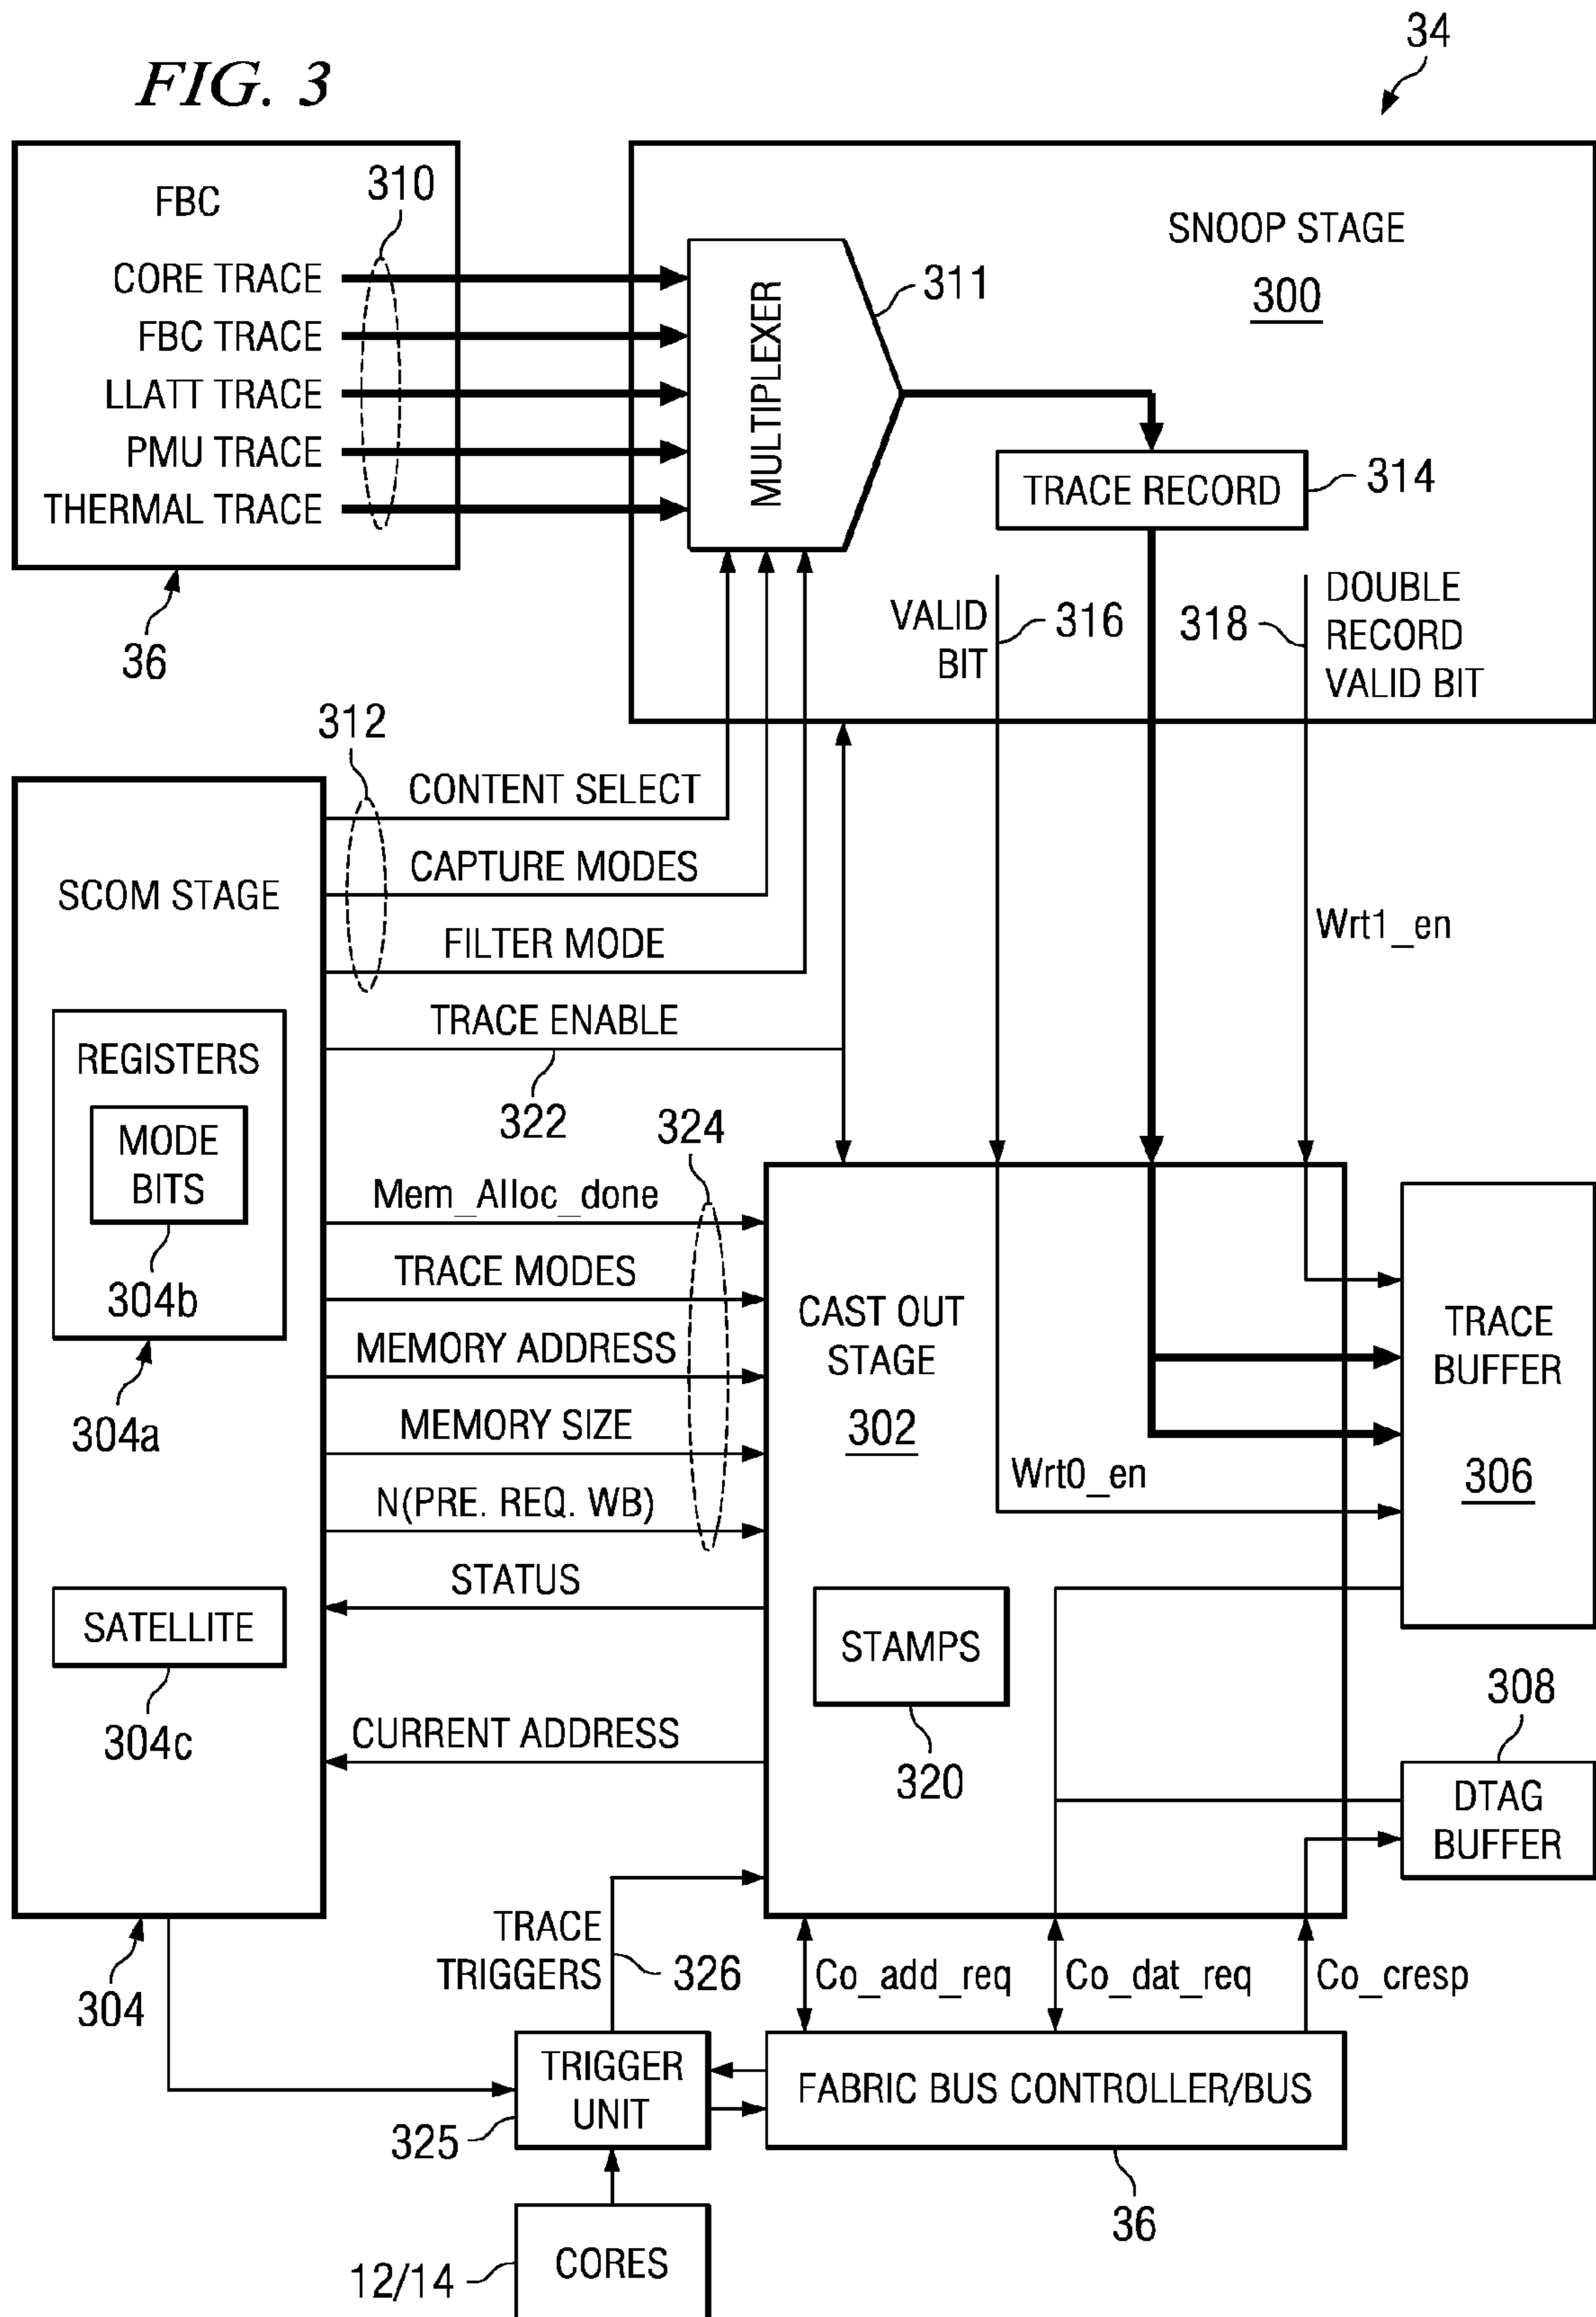 34
FIG. 3
FBC
310
CORE TRACE
FBC TRACE
LLATT TRACE
PMU TRACE
THERMAL TRACE
36
SNOOP STAGE
300
MULTIPLEXER
311
TRACE RECORD
314
VALID
BIT
316
318
DOUBLE
RECORD
VALID BIT
312
CONTENT SELECT
CAPTURE MODES
FILTER MODE
TRACE ENABLE
322
324
Wrt1_en
SCOM STAGE
REGISTERS
MODE
BITS
304b
304a
SATELLITE
304c
304
Mem_Alloc_done
TRACE MODES
MEMORY ADDRESS
MEMORY SIZE
N(PRE. REQ. WB)
STATUS
CURRENT ADDRESS
CAST OUT
STAGE
302
Wrt0_en
STAMPS
320
TRACE
BUFFER
306
308
DTAG
BUFFER
TRACE
TRIGGERS
326
Co_add_req
Co_dat_req
Co_cresp
TRIGGER
UNIT
325
FABRIC BUS CONTROLLER/BUS
36
CORES
12/14